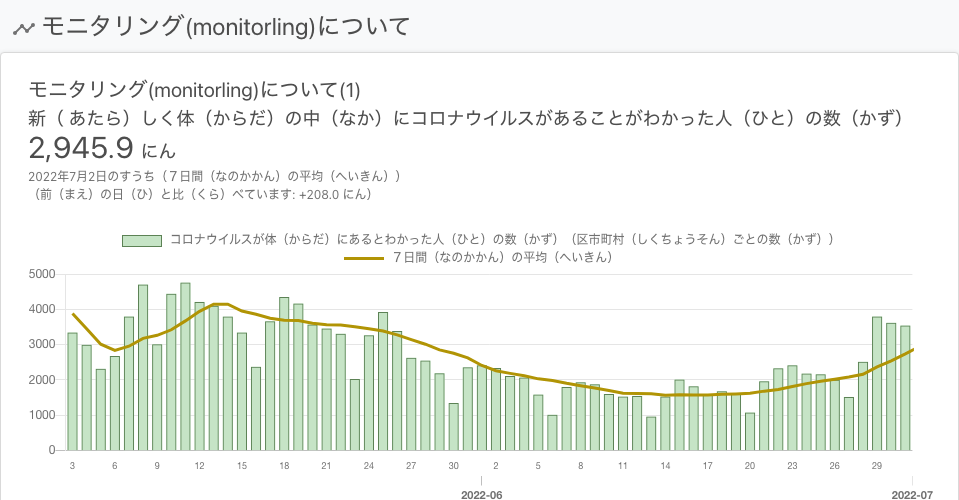 モニタリング(monitorling)について
モニタリング(monitorling)について(1)
新（ あたら）しく体（からだ）の中（なか）にコロナウイルスがあることがわかった人（ひと）の数（かず）
2,945.9 にん
2022年7月2日のすうち（７日間（なのかかん）の平均（へいきん））
（前（まえ）の日（ひ）と比（くら）べています: +208.0 にん）
コロナウイルスが体（からだ）にあるとわかった人（ひと）の数（かず）（区市町村（しくちょうそん）ごとの数（かず））
７日間（なのかかん）の平均（へいきん）
5000
4000
3000
2000
1000
0
3 6 9 12 15 18 21 24 27 30 2 5 8 11 14 17 20 23 26 29
2022-06 2022-07